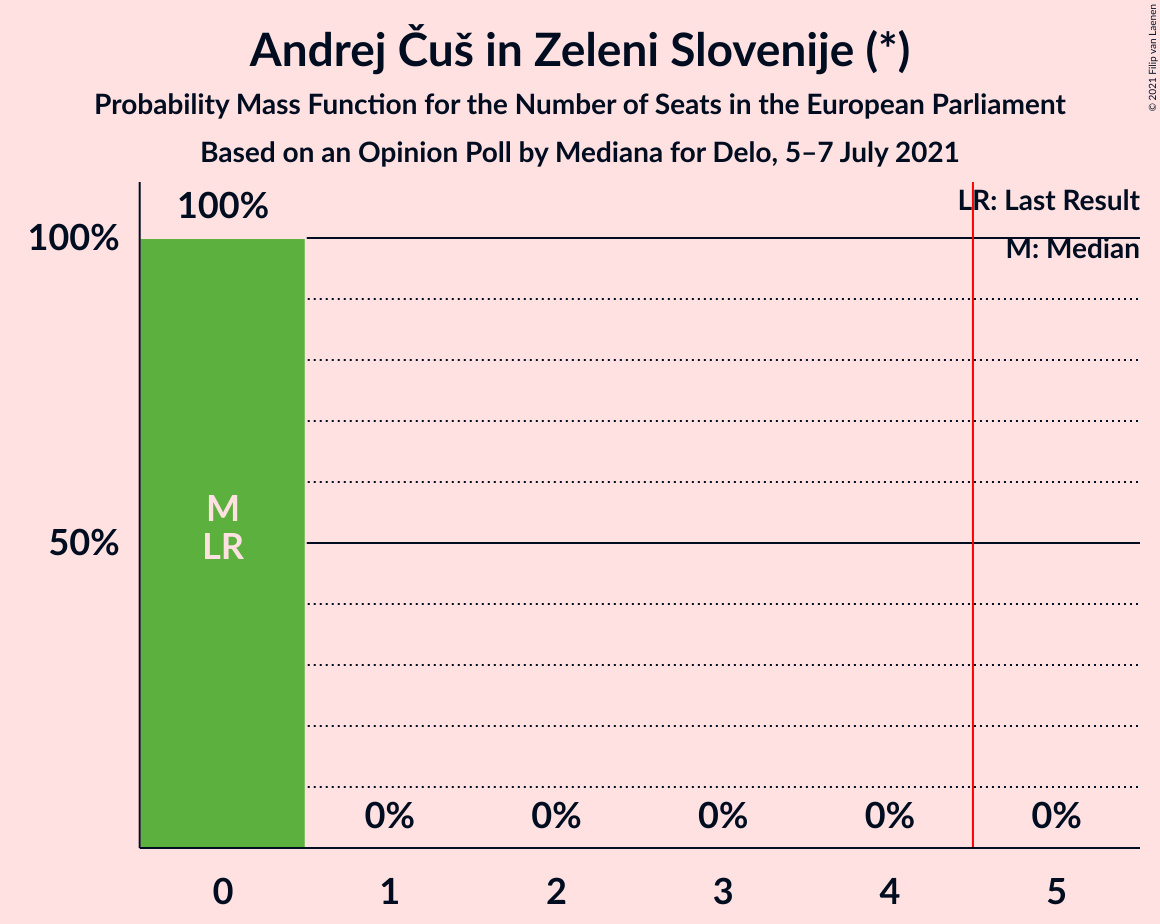 Andrej Čuš in Zeleni Slovenije (*)
Probability Mass Function for the Number of Seats in the European Parliament
Based on an Opinion Poll by Mediana for Delo, 5–7 July 2021
© 2021 Filip van Laenen
LR: Last Result
M: Median
100%
100%
50%
M
LR
0% 0% 0% 0% 0%
0 1 2 3 4 5